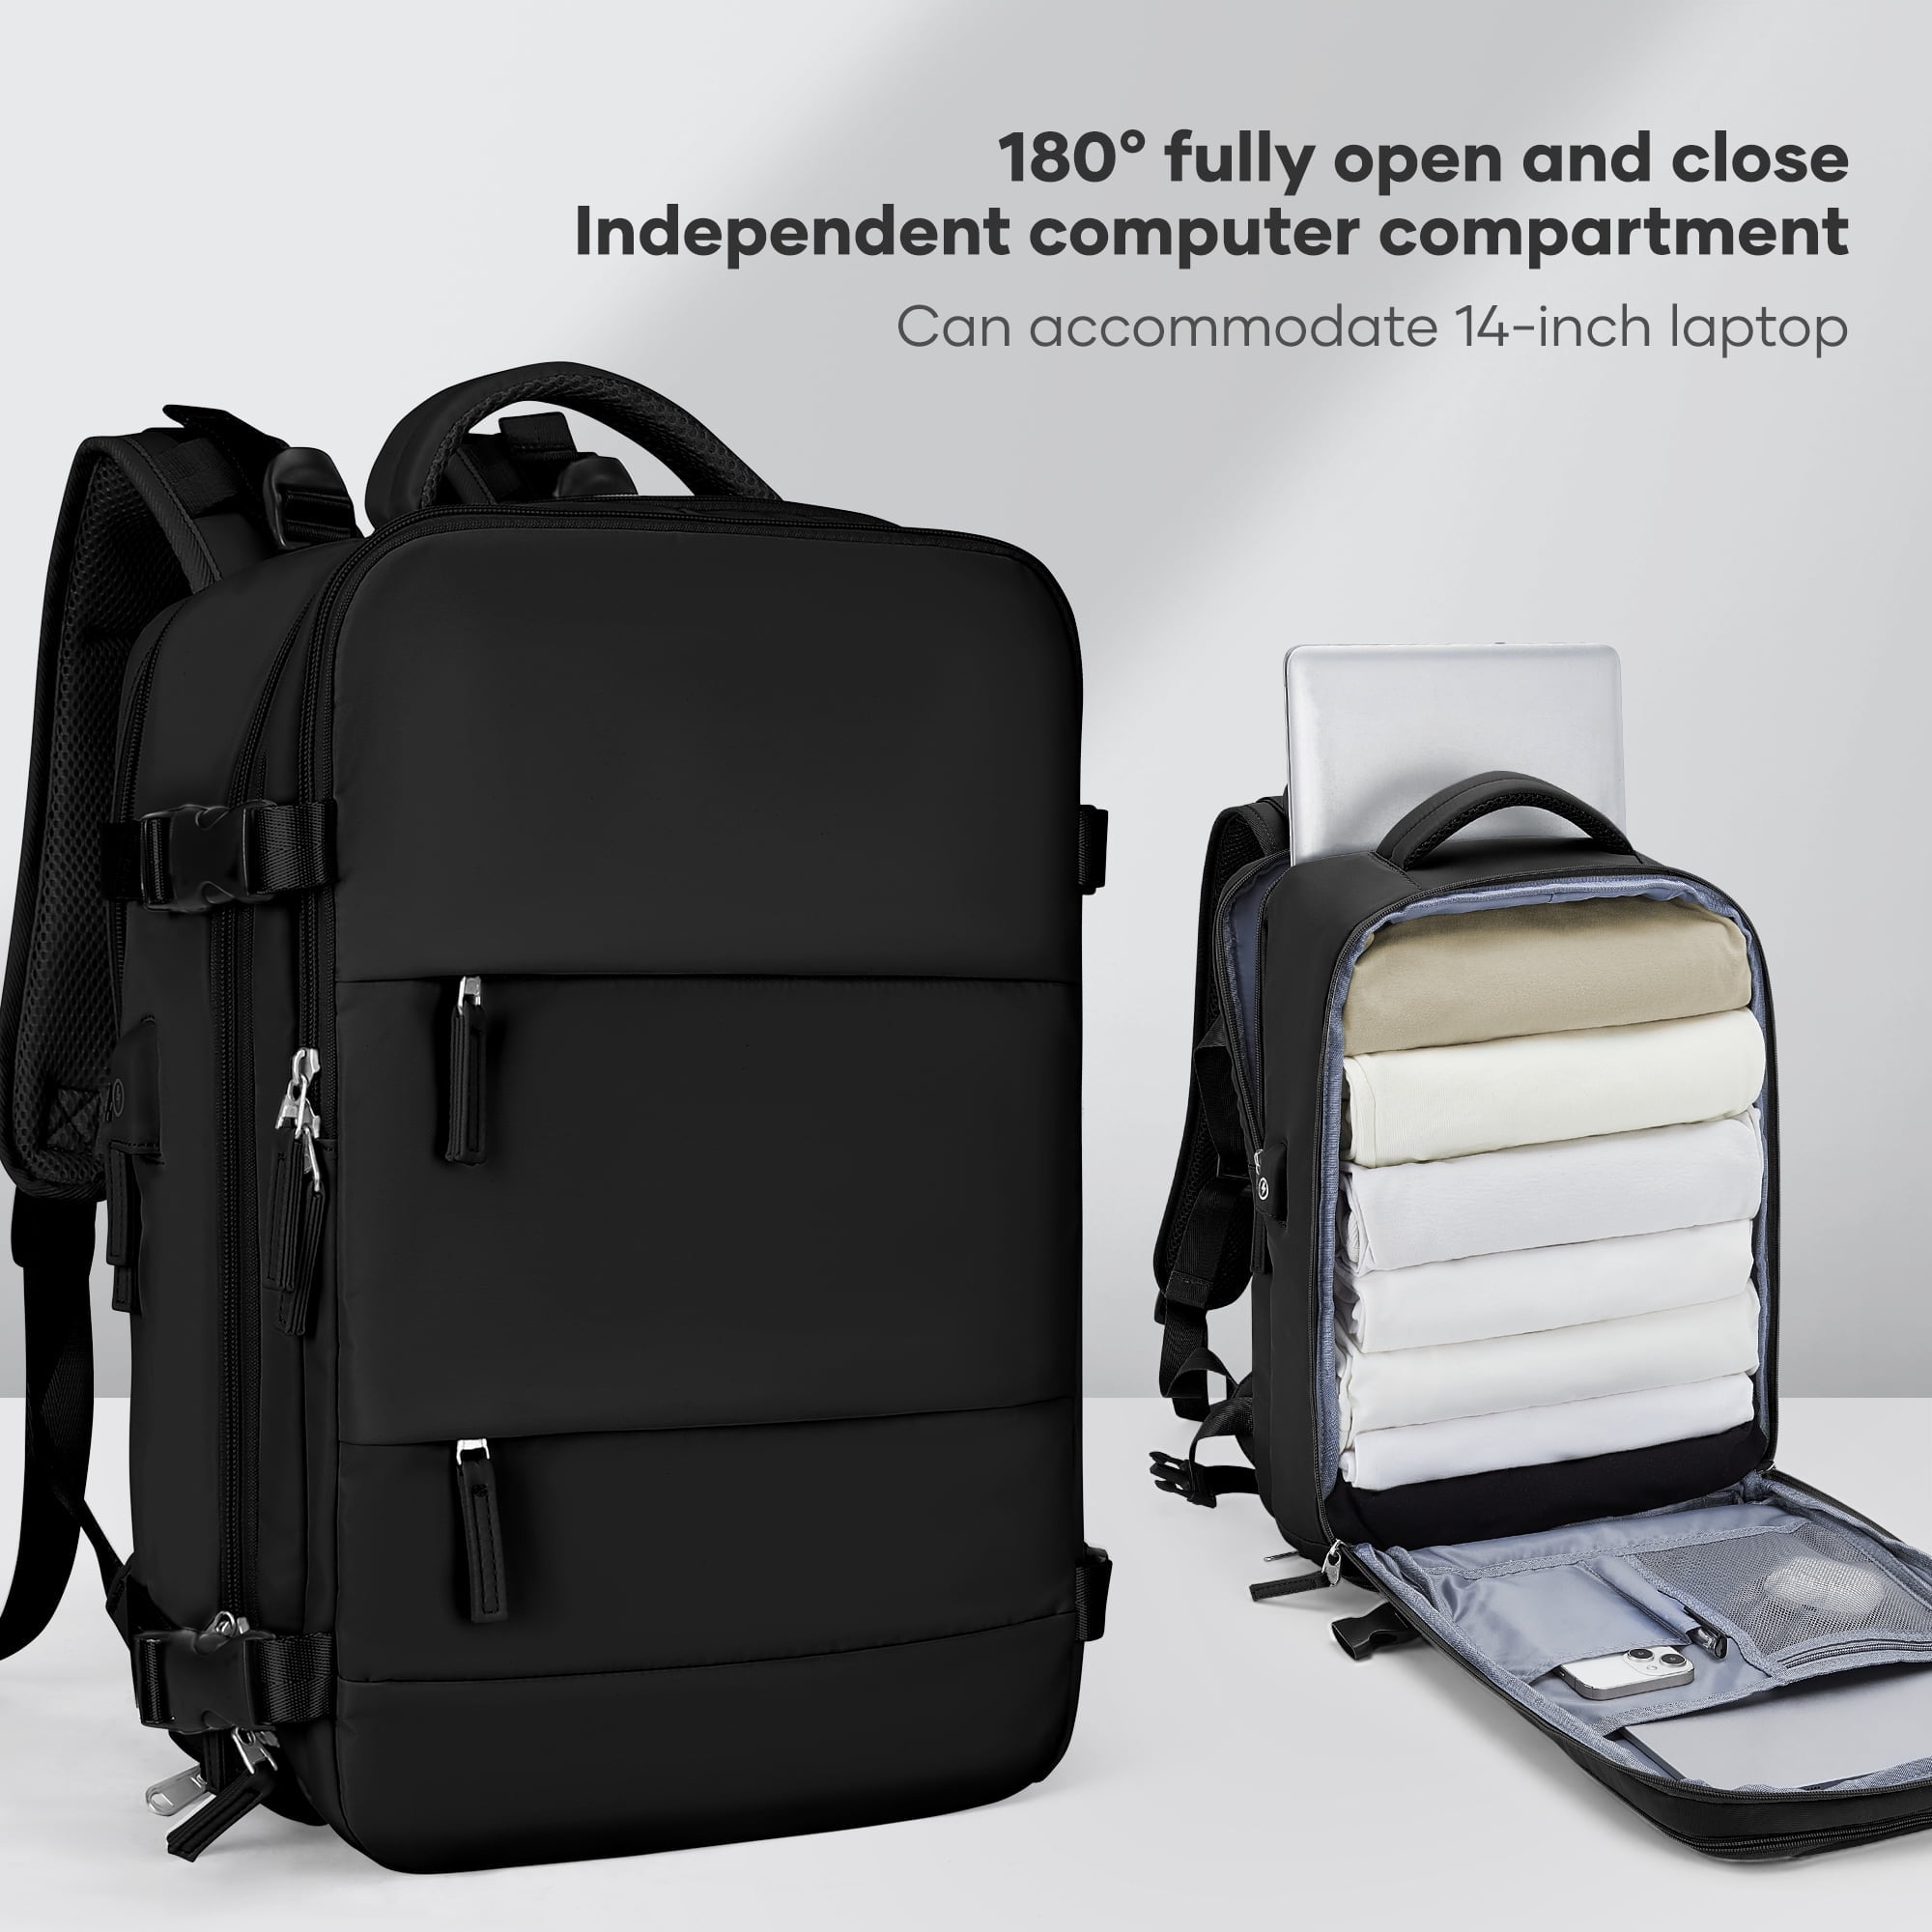 180° fully open and close
Independent computer compartment
Can accommodate 14-inch laptop